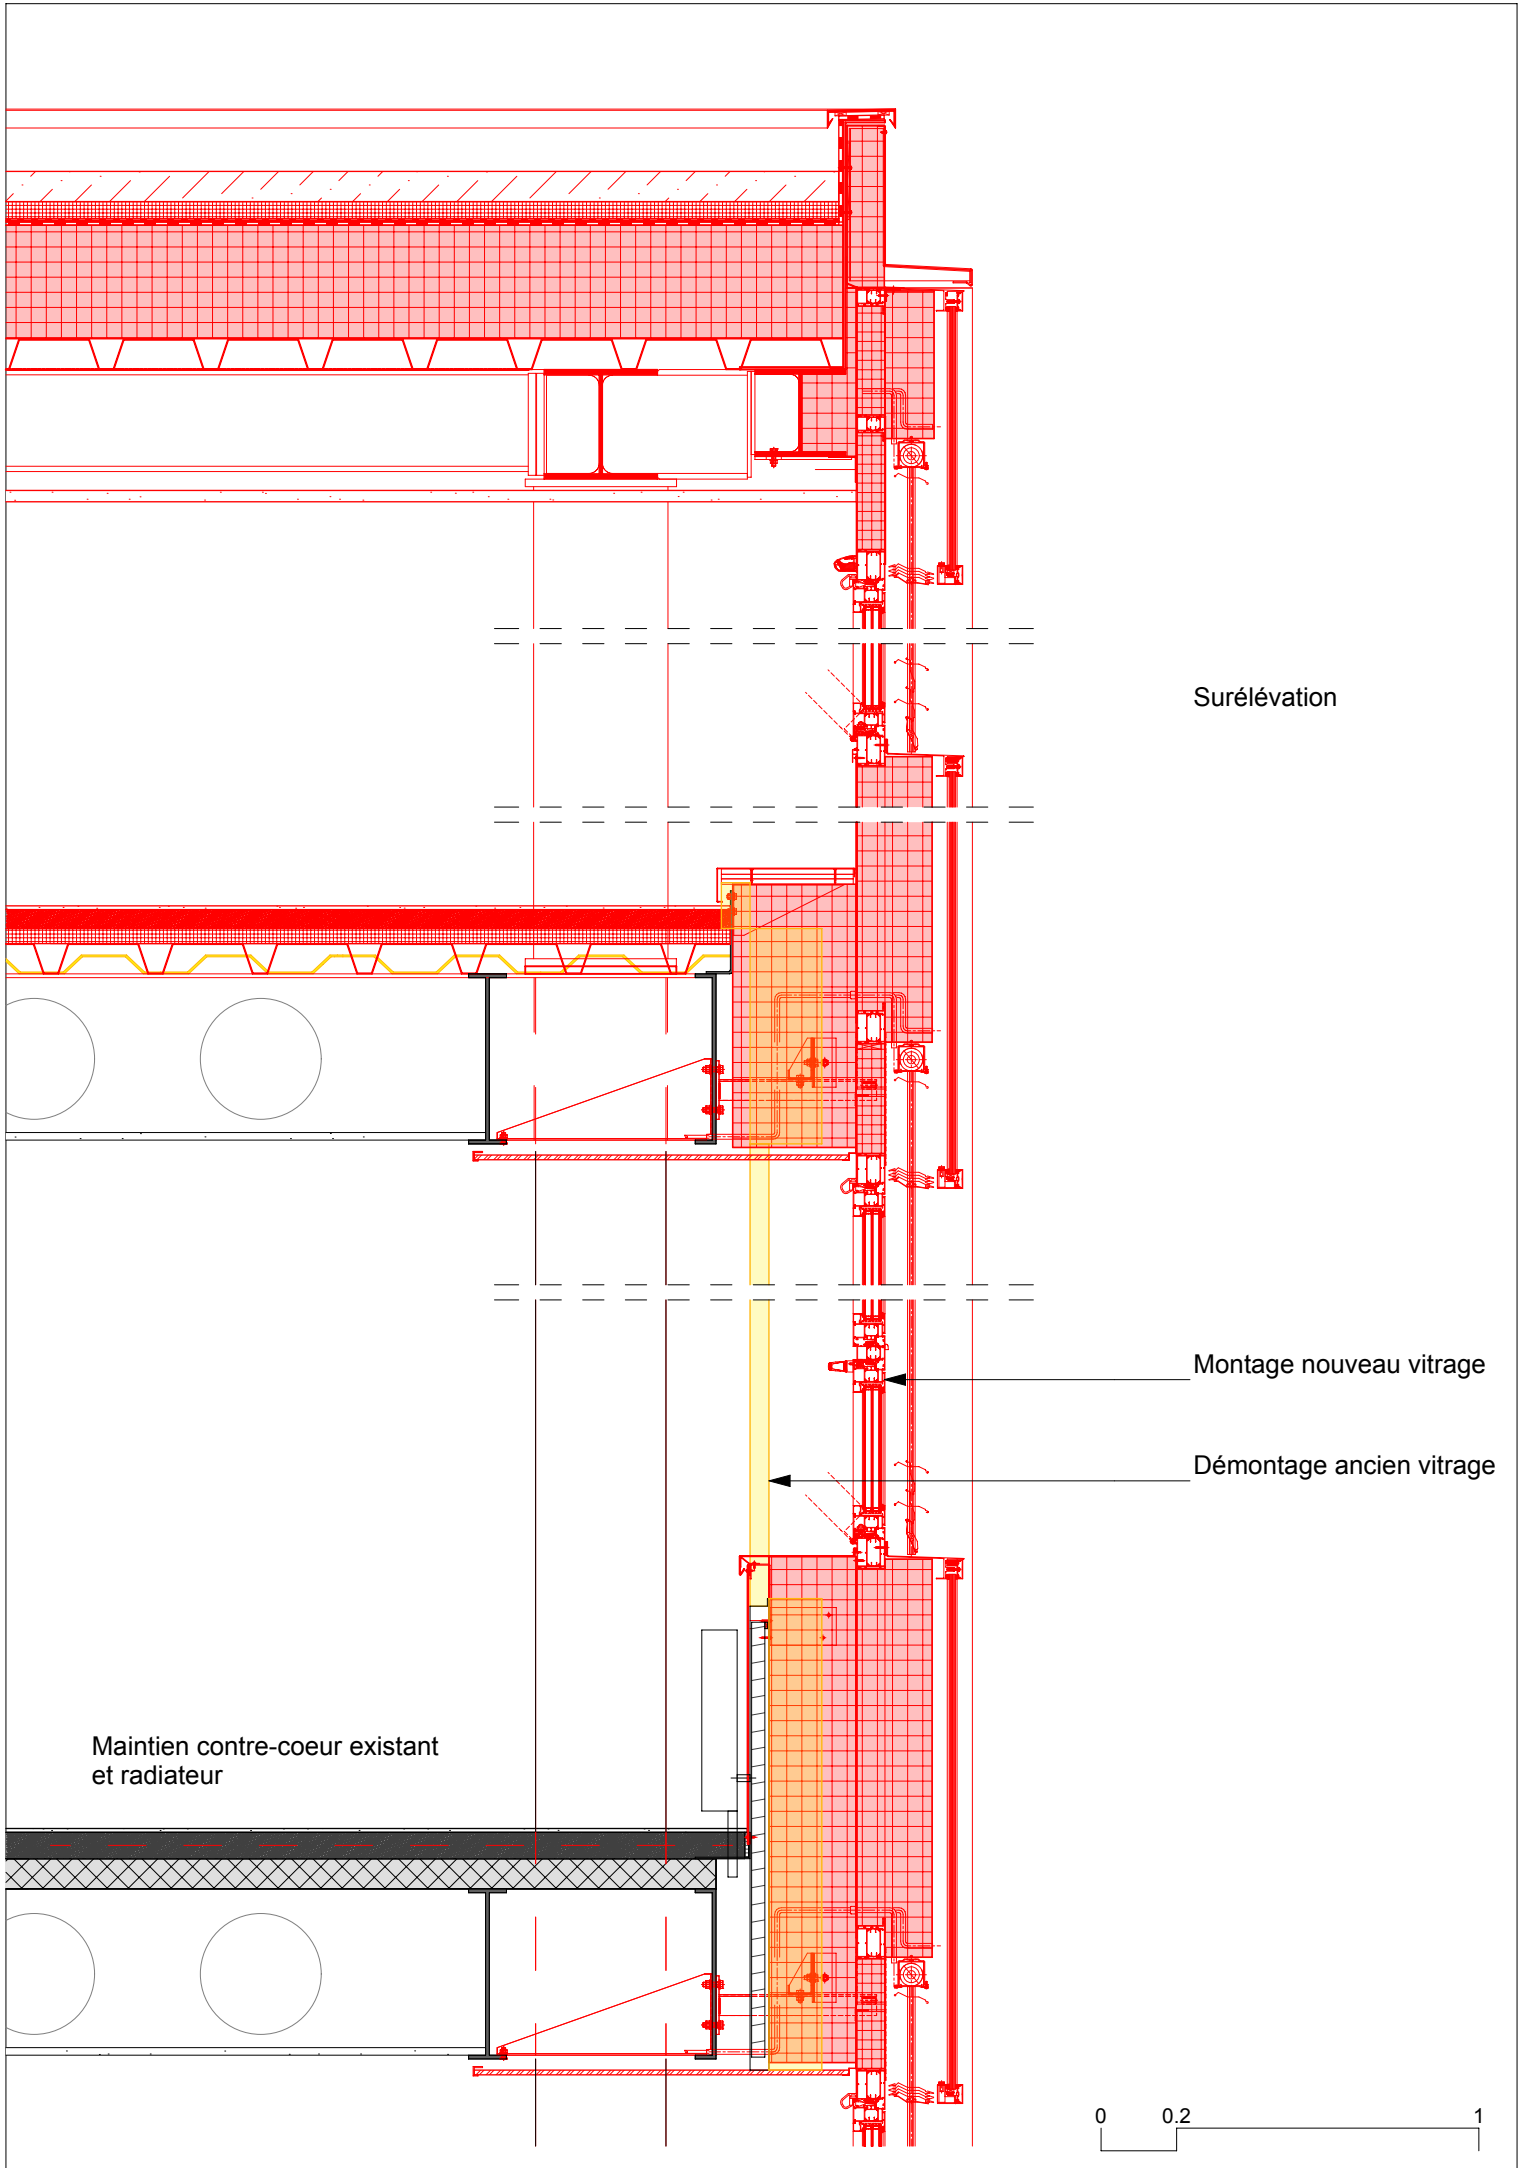 Surélévation
Montage nouveau vitrage
Démontage ancien vitrage
Maintien contre-coeur existant
et radiateur
0 0.2 1